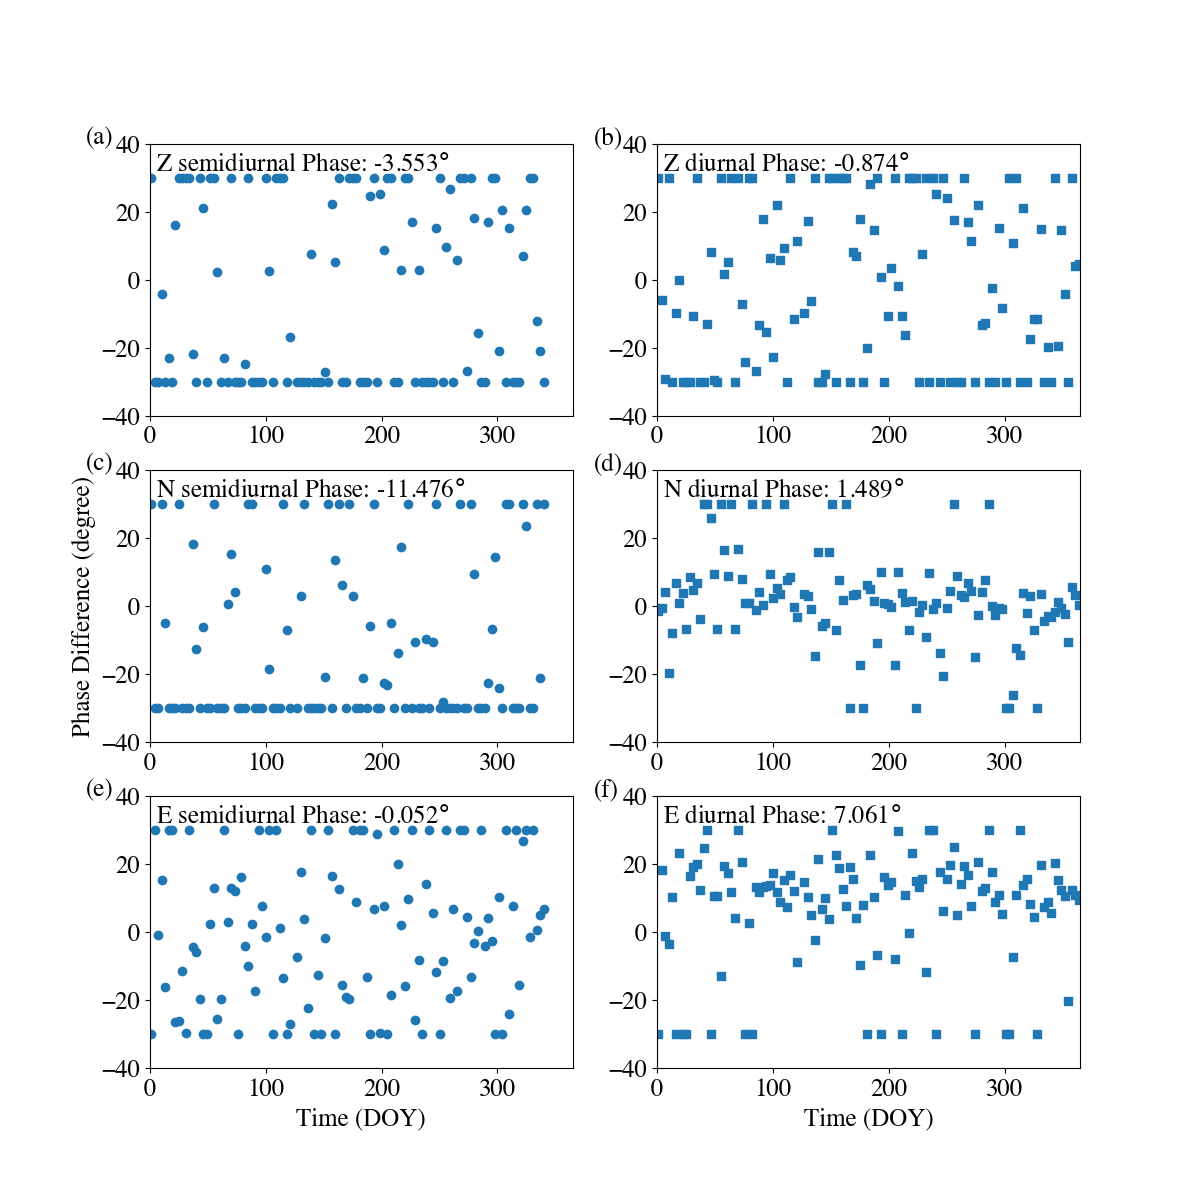 (a)
Z semidiurnal Phase: -3.553°
40
20
0
−20
−40
0 100 200 300
(b)
Z diurnal Phase: -0.874°
40
20
0
−20
−40
0 100 200 300
Phase Difference (degree)
(c)
N semidiurnal Phase: -11.476°
40
20
0
−20
−40
0 100 200 300
(d)
N diurnal Phase: 1.489°
40
20
0
−20
−40
0 100 200 300
(e)
E semidiurnal Phase: -0.052°
40
20
0
−20
−40
0 100 200 300
Time (DOY)
(f)
E diurnal Phase: 7.061°
40
20
0
−20
−40
0 100 200 300
Time (DOY)